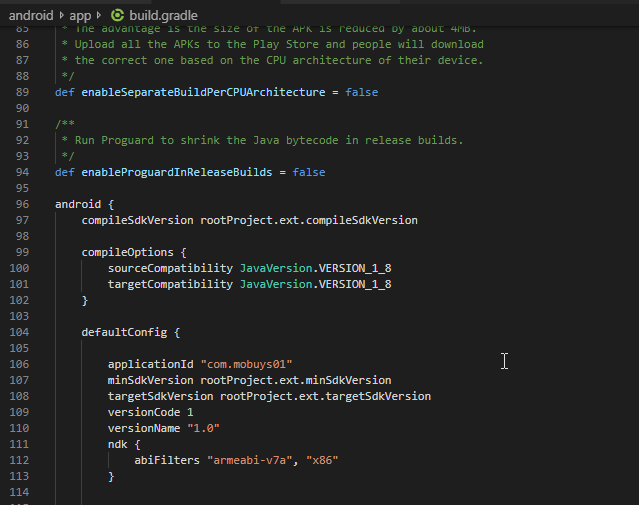 android > app > build.gradle
85 * The advantage is the size of the APK is reduced by about 4MB.
86 * Upload all the APKs to the Play Store and people will download
87 * the correct one based on the CPU architecture of their device.
88 */
89 def enableSeparateBuildPerCPUArchitecture = false
90
91 /**
92 * Run Proguard to shrink the Java bytecode in release builds.
93 */
94 def enableProguardInReleaseBuilds = false
95
96 android {
97 compileSdkVersion rootProject.ext.compileSdkVersion
98
99 compileOptions {
100 sourceCompatibility JavaVersion.VERSION_1_8
101 targetCompatibility JavaVersion.VERSION_1_8
102 }
103
104 defaultConfig {
105
106 applicationId "com.mobuys01"
107 minSdkVersion rootProject.ext.minSdkVersion
108 targetSdkVersion rootProject.ext.targetSdkVersion
109 versionCode 1
110 versionName "1.0"
111 ndk {
112 abiFilters "armeabi-v7a", "x86"
113 }
114